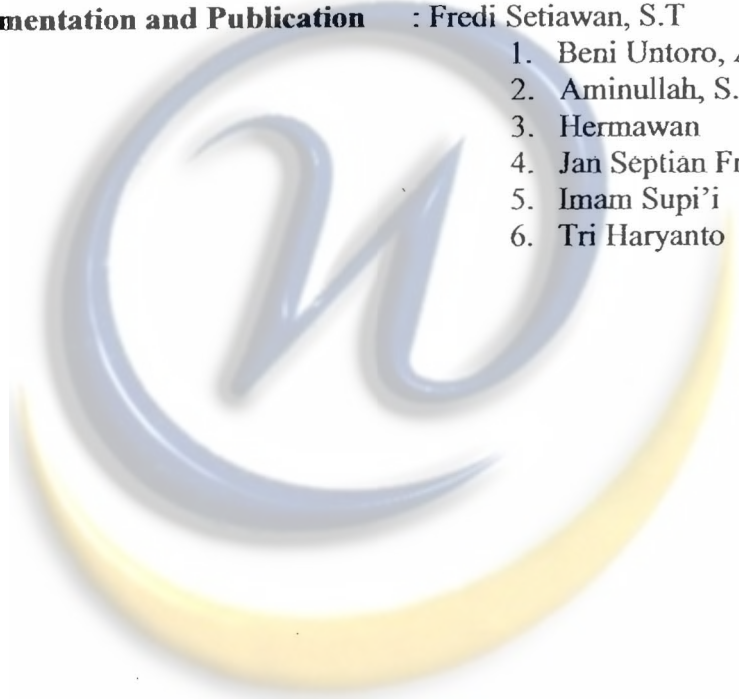 mentation and Publication : Fredi Setiawan, S.T
1. Beni Untoro,
2. Aminullah, S.
3. Hermawan
4. Jan Septian
5. Imam Supi'i
6. Tri Haryanto